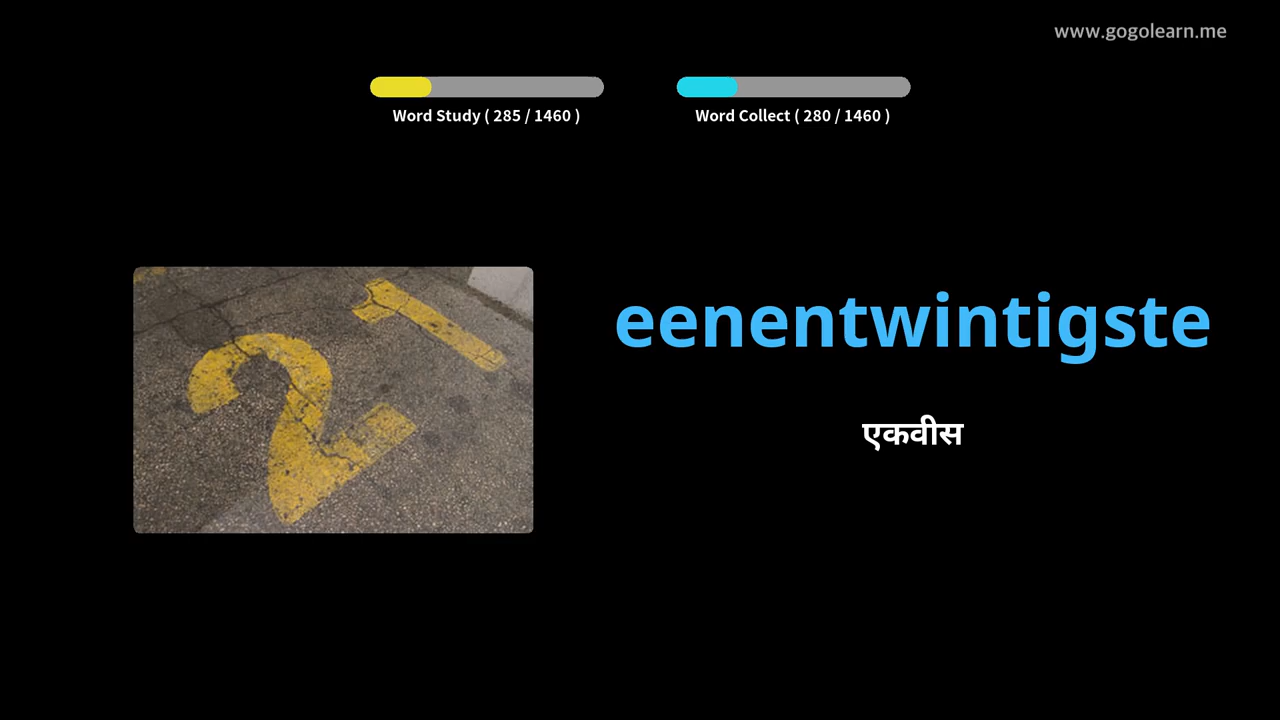 www.gogolearn.me
Word Study ( 285 / 1460 )
Word Collect ( 280 / 1460 )
21
eenentwintigste
एकवीस